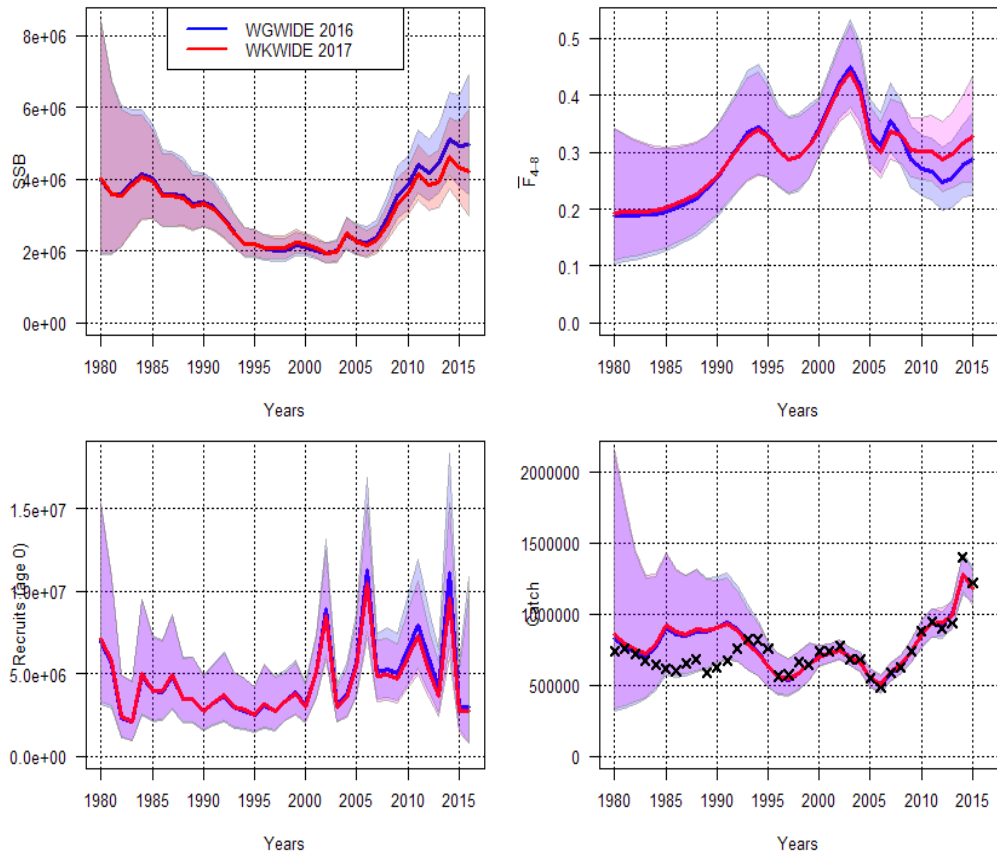 WGWIDE 2016
WKWIDE 2017
SSB
8e+06
6e+06
4e+06
2e+06
0e+00
1980 1985 1990 1995 2000 2005 2010 2015
Years
F̅4-8
0.5
0.4
0.3
0.2
0.1
0.0
1980 1985 1990 1995 2000 2005 2010 2015
Years
Recruits (age 0)
1.5e+07
1.0e+07
5.0e+06
0.0e+00
1980 1985 1990 1995 2000 2005 2010 2015
Years
Catch
2000000
1500000
1000000
500000
0
1980 1985 1990 1995 2000 2005 2010 2015
Years